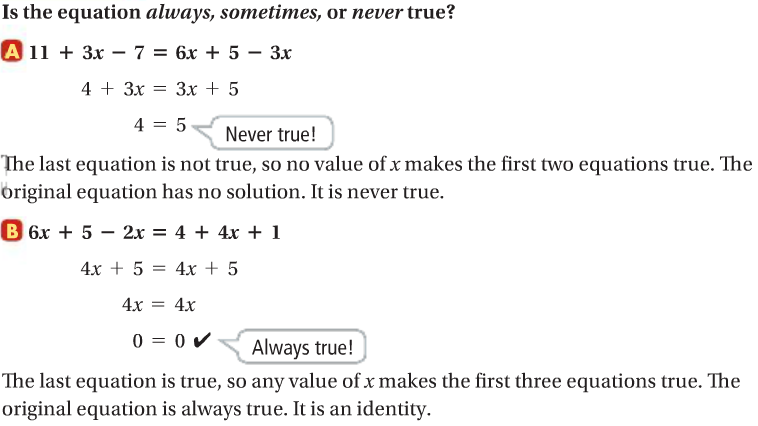 Is the equation always, sometimes, or never true?
A 11 + 3x − 7 = 6x + 5 − 3x
4 + 3x = 3x + 5
4 = 5 Never true!
The last equation is not true, so no value of x makes the first two equations true. The
original equation has no solution. It is never true.
B 6x + 5 − 2x = 4 + 4x + 1
4x + 5 = 4x + 5
4x = 4x
0 = 0 ✔ Always true!
The last equation is true, so any value of x makes the first three equations true. The
original equation is always true. It is an identity.